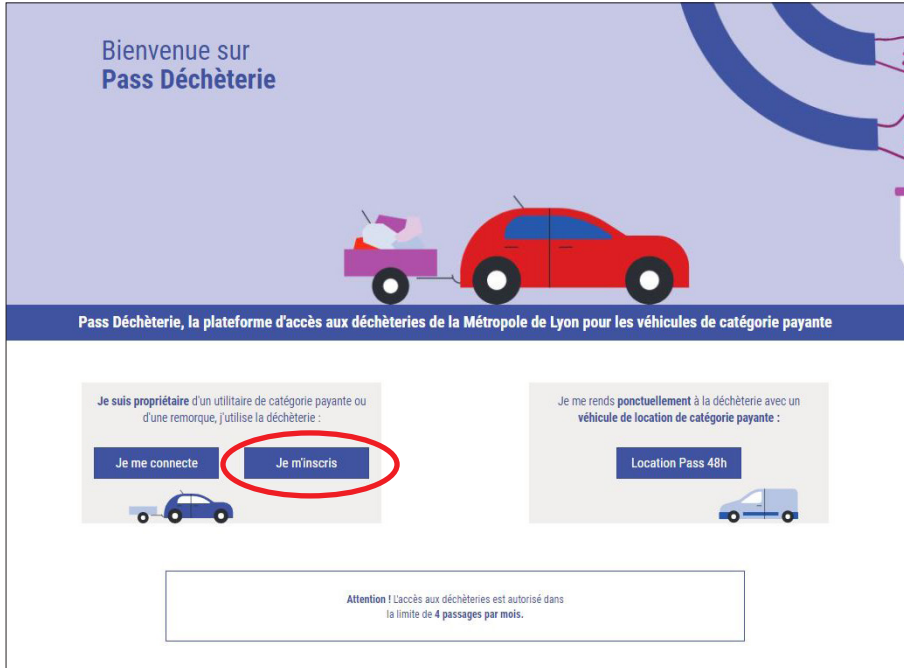 Bienvenue sur
Pass Déchèterie
Pass Déchèterie, la plateforme d'accès aux déchèteries de la Métropole de Lyon pour les véhicules de catégorie payante
Je suis propriétaire d'un utilitaire de catégorie payante ou
d'une remorque, j'utilise la déchèterie :
Je me connecte
Je m'inscris
Je me rends ponctuellement à la déchèterie avec un
véhicule de location de catégorie payante :
Location Pass 48h
Attention ! L'accès aux déchèteries est autorisé dans
la limite de 4 passages par mois.